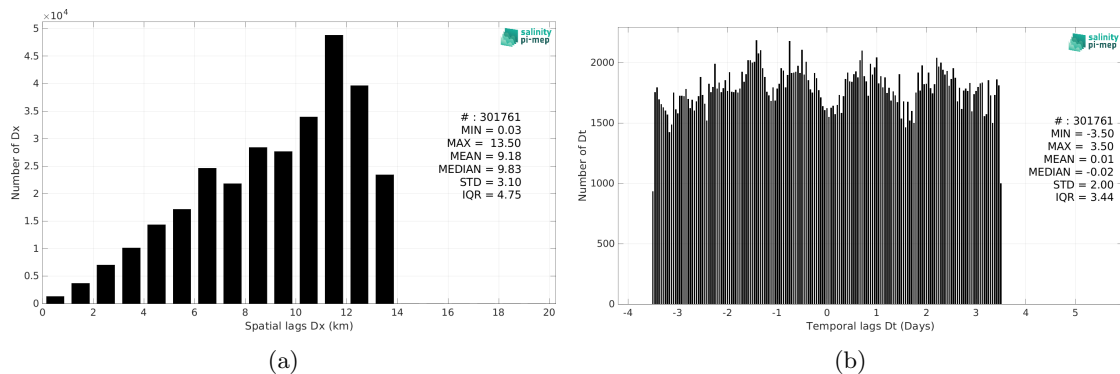 ×10⁴
5
4.5
4
3.5
3
2.5
2
1.5
1
0.5
0
Number of Dx
0 2 4 6 8 10 12 14 16 18 20
Spatial lags Dx (km)
salinity
pi-mep
# : 301761
MIN = 0.03
MAX = 13.50
MEAN = 9.18
MEDIAN = 9.83
STD = 3.10
IQR = 4.75
(a)
2000
1500
1000
500
0
Number of Dt
-4 -3 -2 -1 0 1 2 3 4 5
Temporal lags Dt (Days)
salinity
pi-mep
# : 301761
MIN = -3.50
MAX = 3.50
MEAN = 0.01
MEDIAN = -0.02
STD = 2.00
IQR = 3.44
(b)